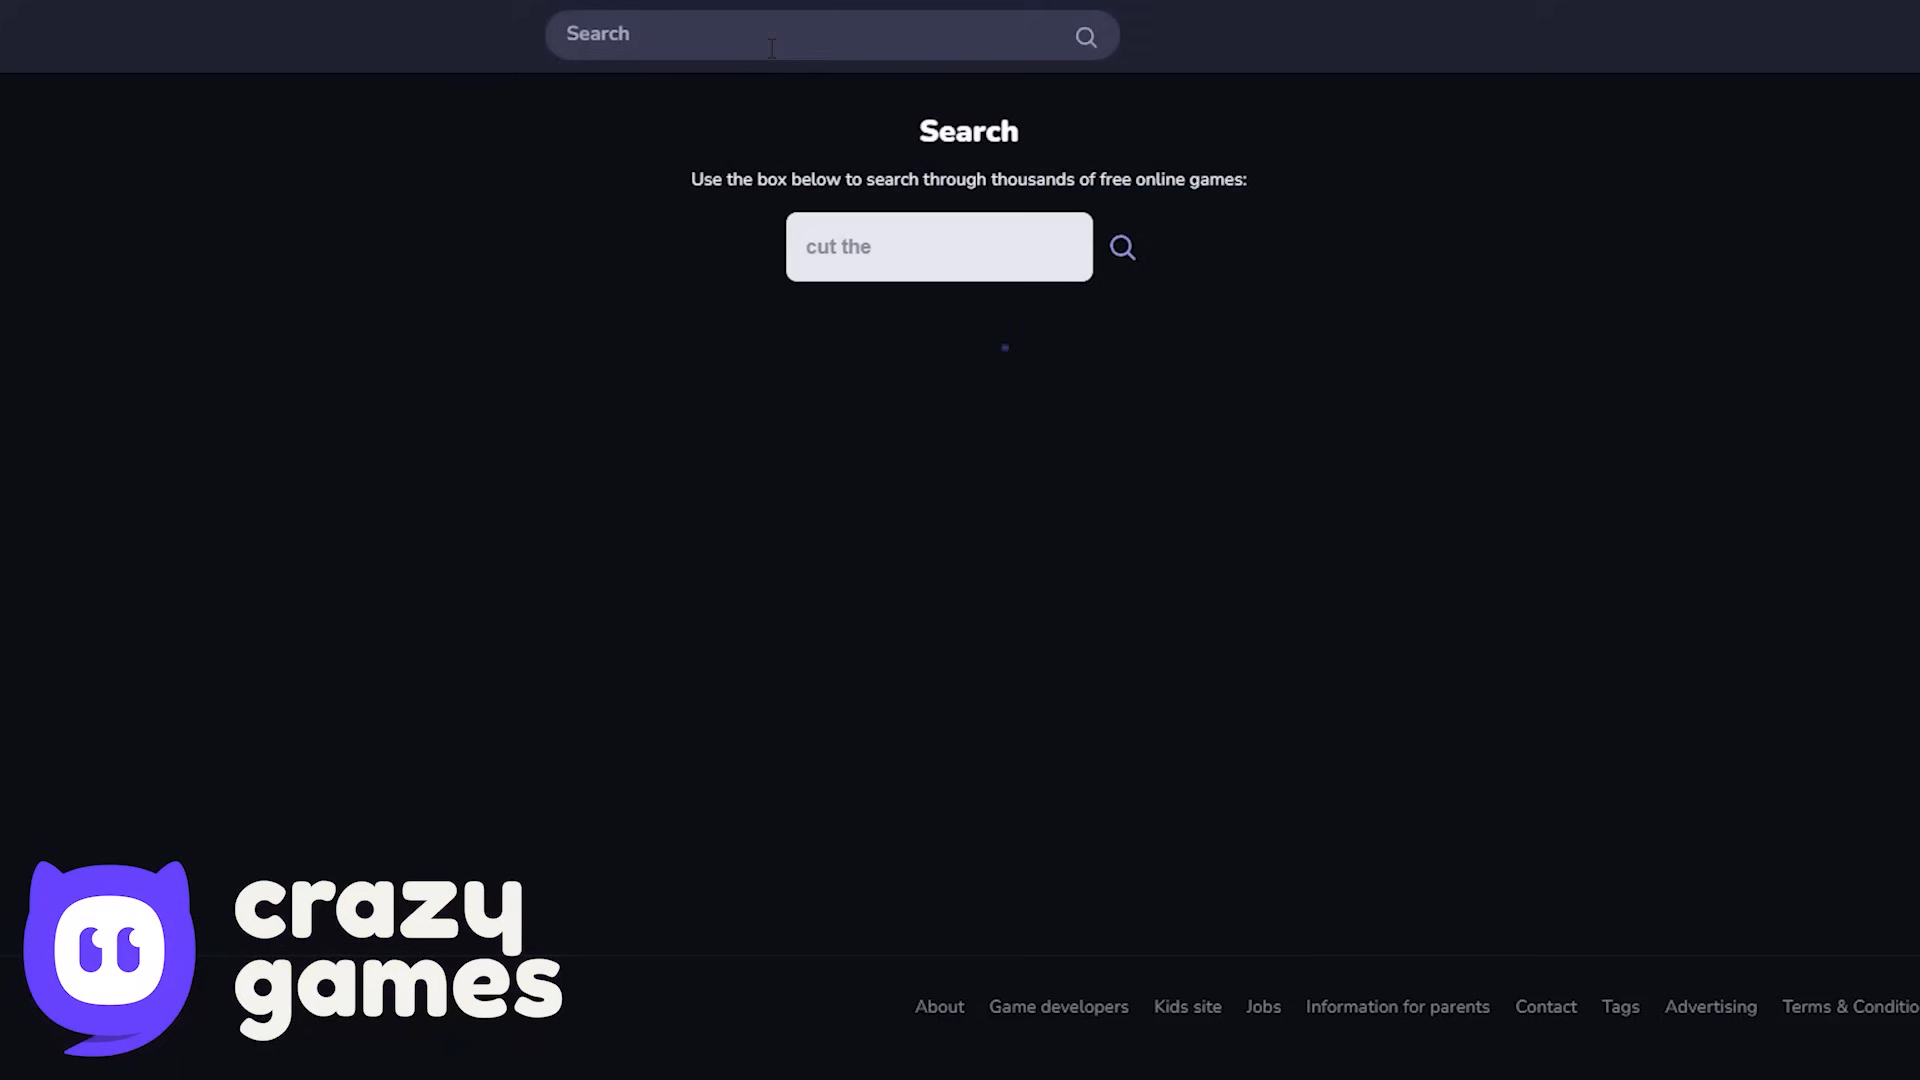 Search
Search
Use the box below to search through thousands of free online games:
cut the
crazy
games
About Game developers Kids site Jobs Information for parents Contact Tags Advertising Terms & Conditio